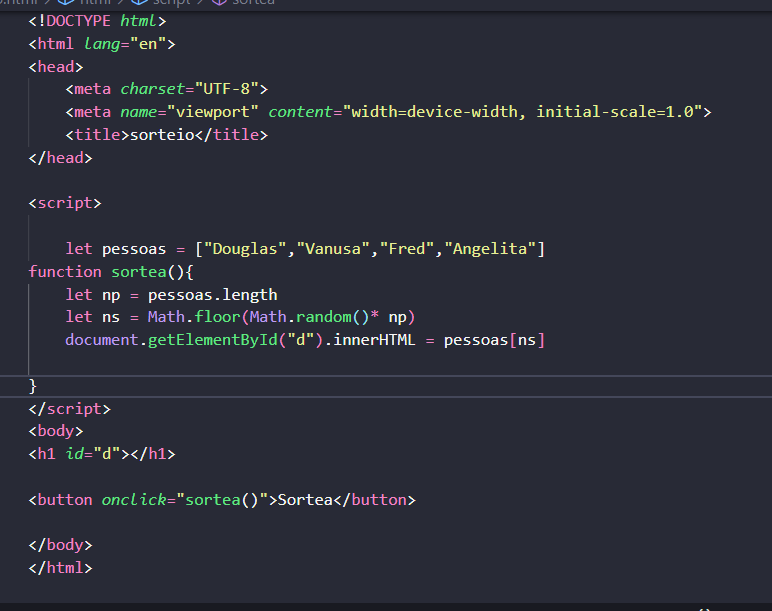 html > script > sortea
<!DOCTYPE html>
<html lang="en">
<head>
    <meta charset="UTF-8">
    <meta name="viewport" content="width=device-width, initial-scale=1.0">
    <title>sorteio</title>
</head>

<script>

    let pessoas = ["Douglas","Vanusa","Fred","Angelita"]
function sortea(){
    let np = pessoas.length
    let ns = Math.floor(Math.random()* np)
    document.getElementById("d").innerHTML = pessoas[ns]

}
</script>
<body>
<h1 id="d"></h1>

<button onclick="sortea()">Sortea</button>

</body>
</html>